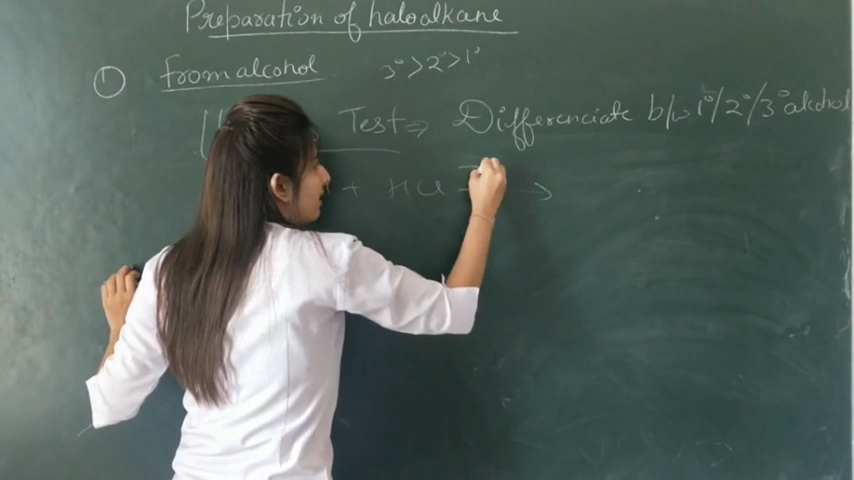 Preparation of haloalkane
① from alcohol 3°>2°>1°
Test ⇒ Differenciate b/w 1°/2°/3° alcohol
+ HCl →